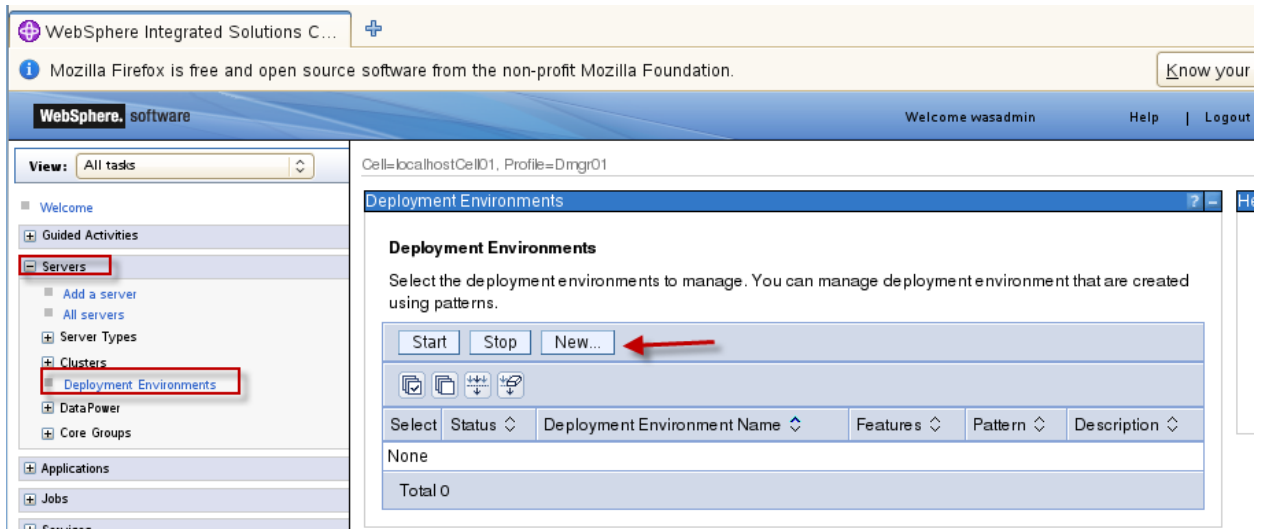 WebSphere Integrated Solutions C...
Mozilla Firefox is free and open source software from the non-profit Mozilla Foundation.
Know your
WebSphere. software
Welcome wasadmin
Help | Logout
View: All tasks
Welcome
Guided Activities
Servers
Add a server
All servers
Server Types
Clusters
Deployment Environments
DataPower
Core Groups
Applications
Jobs
Services
Cell=localhostCell01, Profile=Dmgr01
Deployment Environments
? –
He
Deployment Environments
Select the deployment environments to manage. You can manage deployment environment that are created
using patterns.
Start Stop New...
Select Status Deployment Environment Name Features Pattern Description
None
Total 0